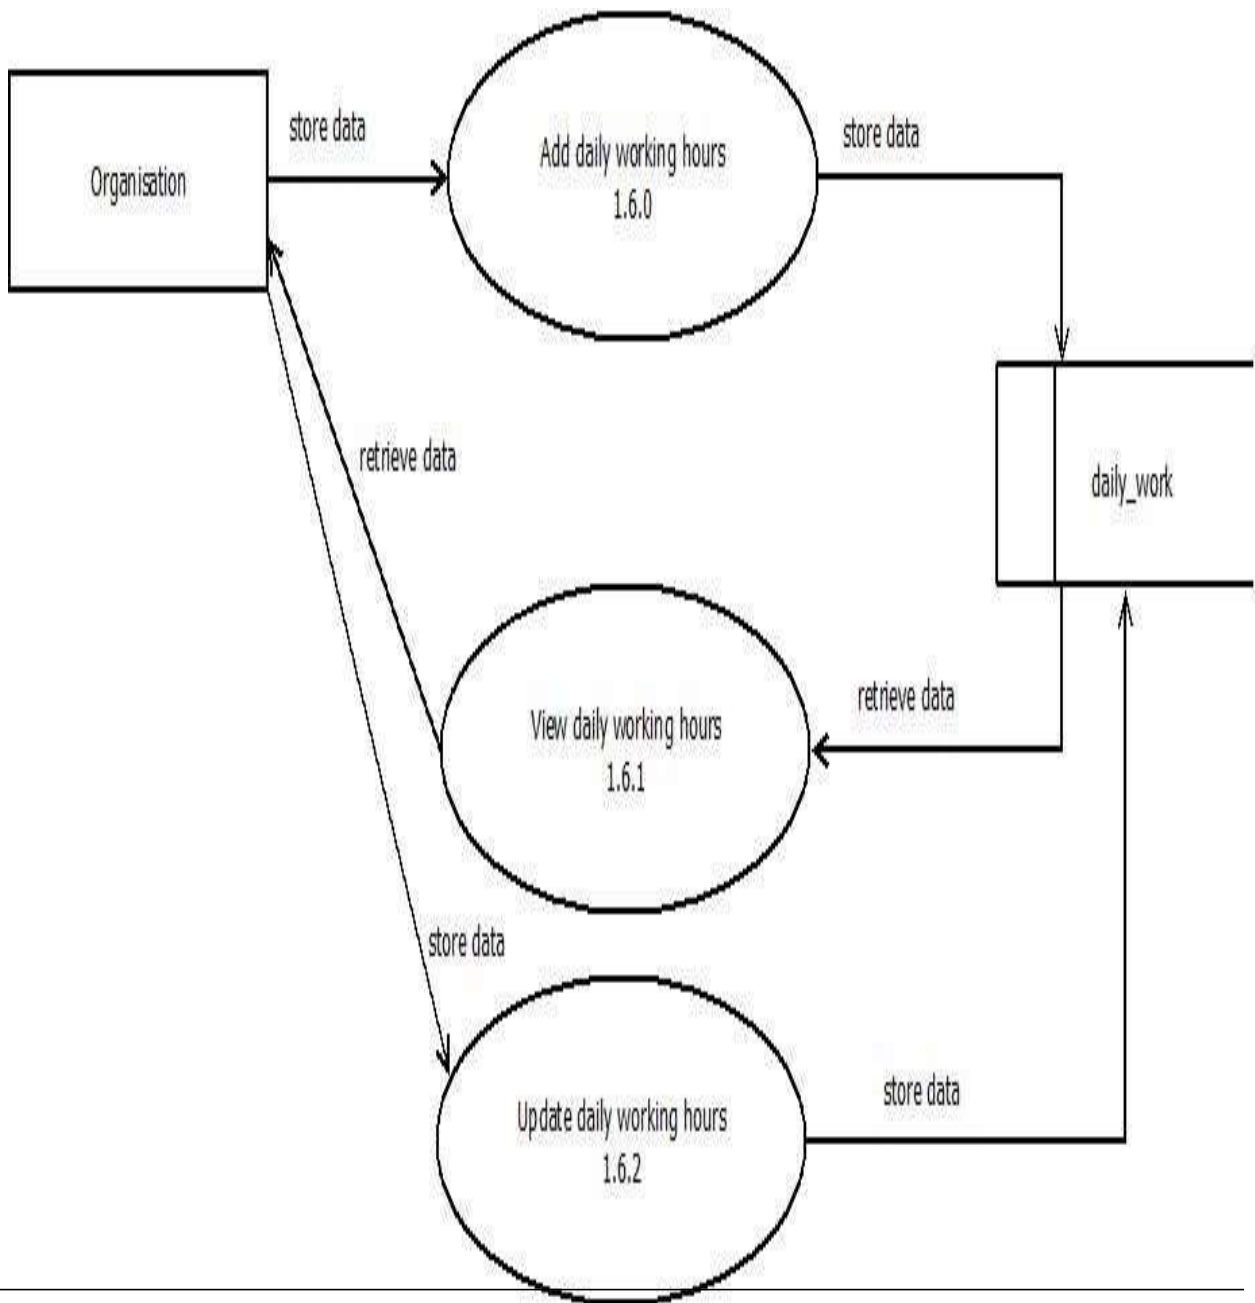 store data
Organisation
Add daily working hours
1.6.0
store data
retrieve data
daily_work
View daily working hours
1.6.1
retrieve data
store data
Update daily working hours
1.6.2
store data